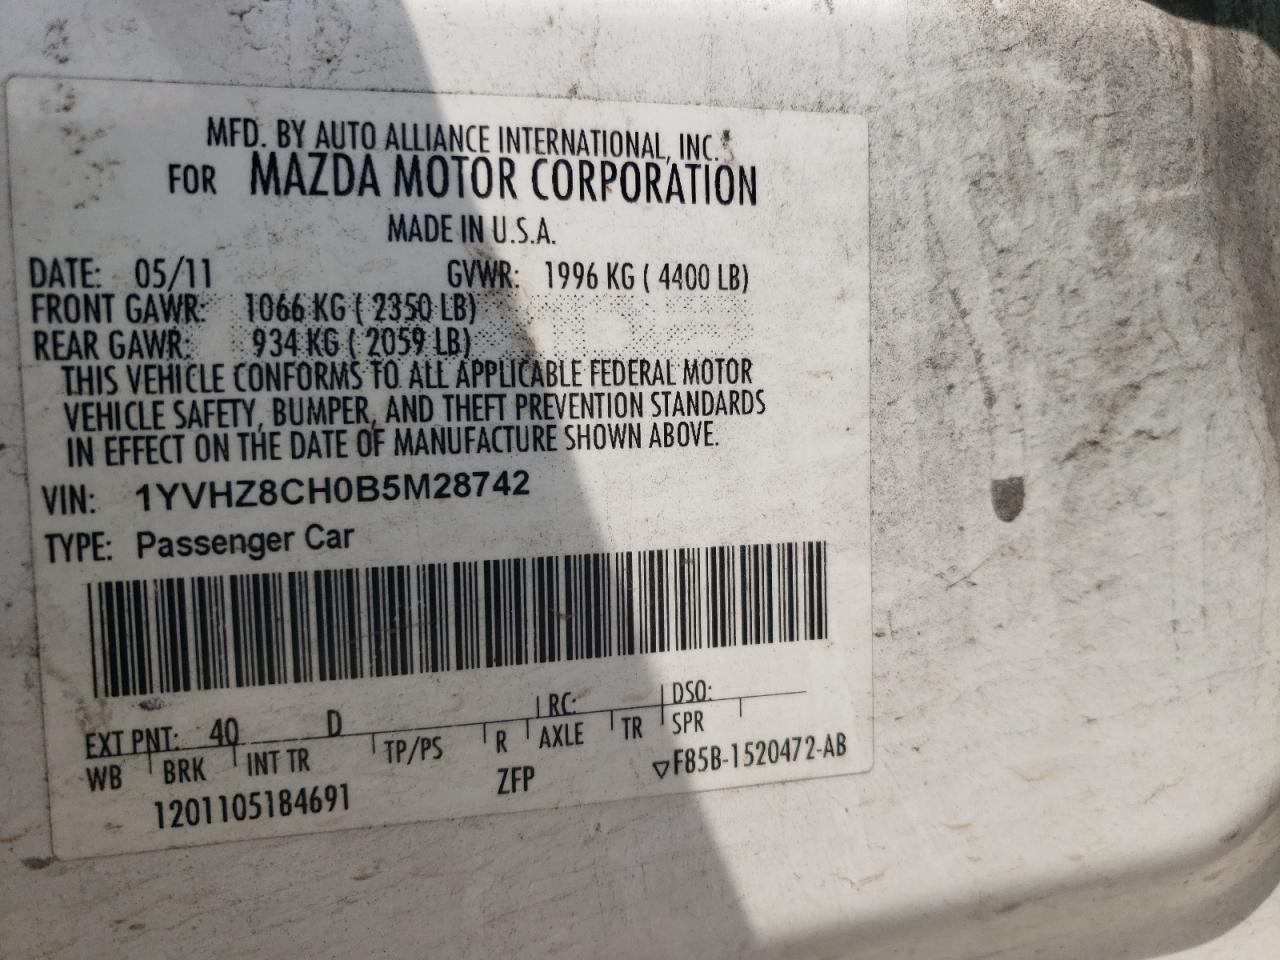 MFD. BY AUTO ALLIANCE INTERNATIONAL, INC.
FOR MAZDA MOTOR CORPORATION
MADE IN U.S.A.
DATE: 05/11 GVWR: 1996 KG ( 4400 LB)
FRONT GAWR: 1066 KG ( 2350 LB)
REAR GAWR: 934 KG ( 2059 LB)
THIS VEHICLE CONFORMS TO ALL APPLICABLE FEDERAL MOTOR
VEHICLE SAFETY, BUMPER, AND THEFT PREVENTION STANDARDS
IN EFFECT ON THE DATE OF MANUFACTURE SHOWN ABOVE.
VIN: 1YVHZ8CH0B5M28742
TYPE: Passenger Car
EXT PNT: 40 D RC: DSO:
WB BRK INT TR TP/PS R AXLE TR SPR
1201105184691 ZFP ▽F85B-1520472-AB